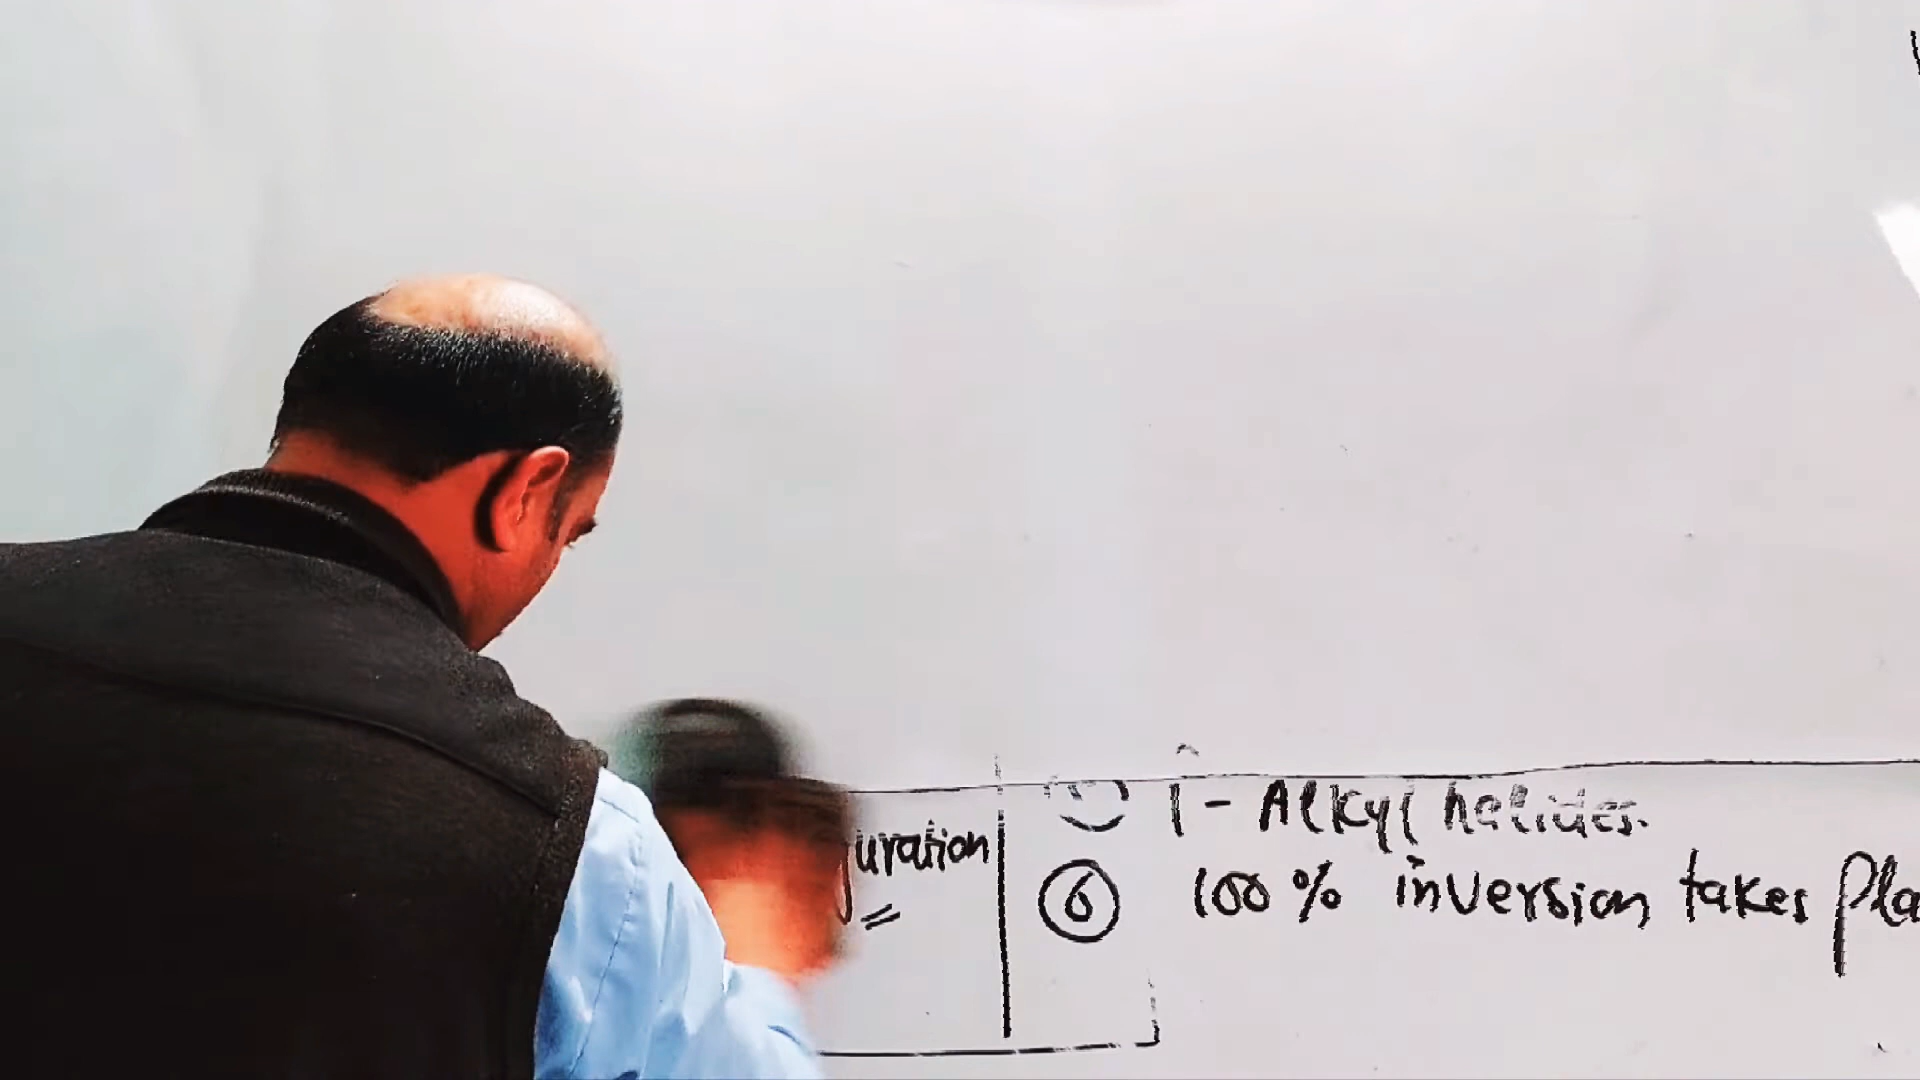 uration
1 - Alkyl halides.
6 100% inversion takes Pla